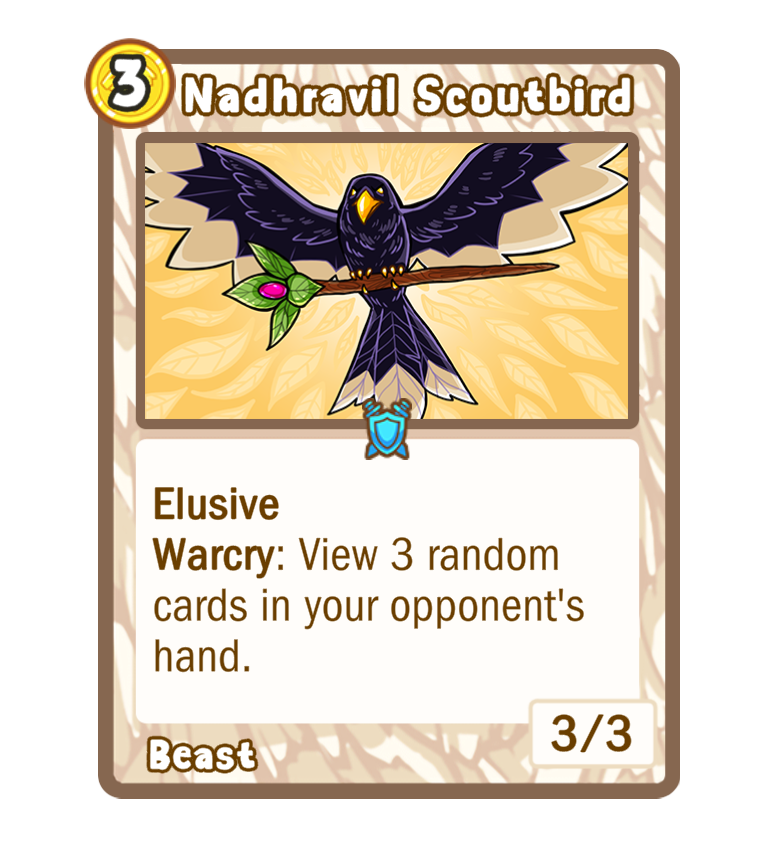 3
Nadhravil Scoutbird
Elusive
Warcry: View 3 random
cards in your opponent's
hand.
3/3
Beast